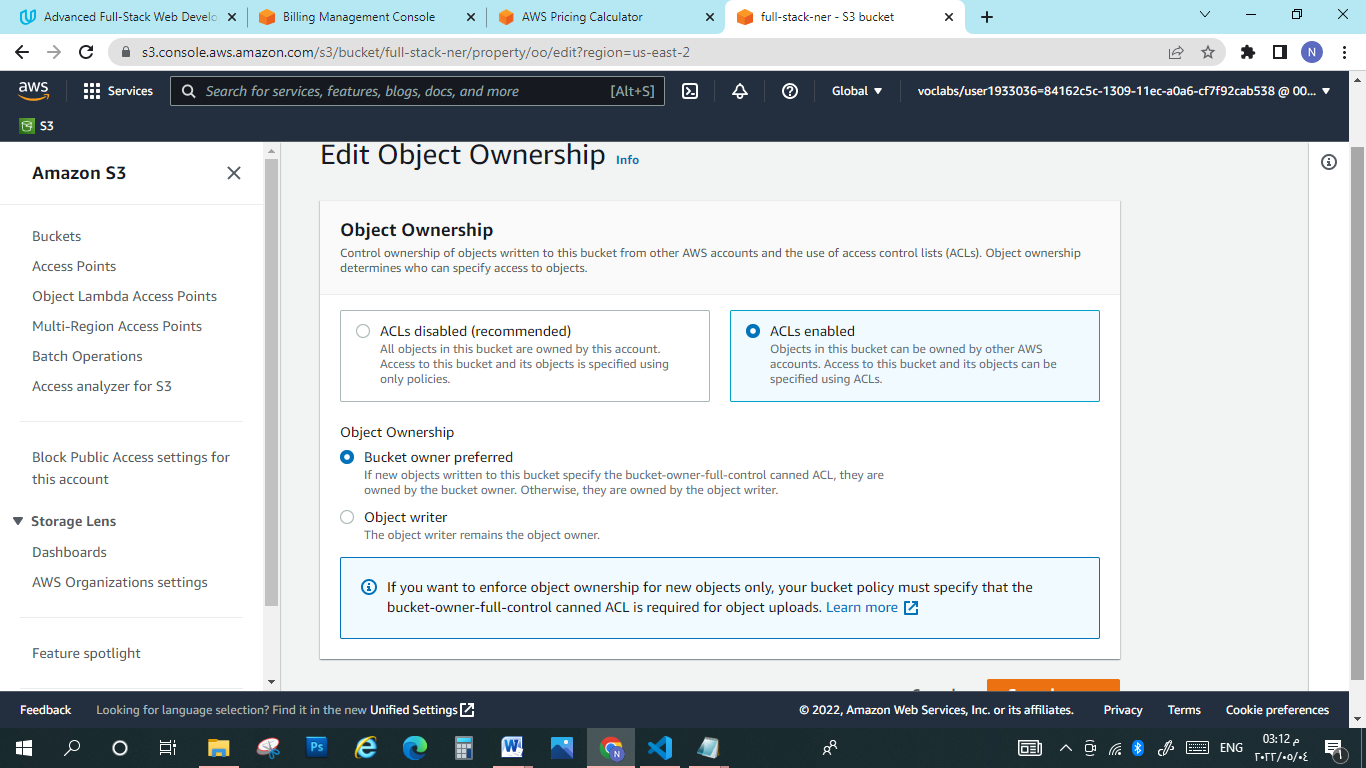 Advanced Full-Stack Web Develo
Billing Management Console
AWS Pricing Calculator
full-stack-ner - S3 bucket
s3.console.aws.amazon.com/s3/bucket/full-stack-ner/property/oo/edit?region=us-east-2
N
aws
Services
Search for services, features, blogs, docs, and more
[Alt+S]
Global
voclabs/user1933036=84162c5c-1309-11ec-a0a6-cf7f92cab538 @ 00...
S3
Amazon S3
Buckets
Access Points
Object Lambda Access Points
Multi-Region Access Points
Batch Operations
Access analyzer for S3
Block Public Access settings for
this account
Storage Lens
Dashboards
AWS Organizations settings
Feature spotlight
Edit Object Ownership Info
Object Ownership
Control ownership of objects written to this bucket from other AWS accounts and the use of access control lists (ACLs). Object ownership
determines who can specify access to objects.
ACLs disabled (recommended)
All objects in this bucket are owned by this account.
Access to this bucket and its objects is specified using
only policies.
ACLs enabled
Objects in this bucket can be owned by other AWS
accounts. Access to this bucket and its objects can be
specified using ACLs.
Object Ownership
Bucket owner preferred
If new objects written to this bucket specify the bucket-owner-full-control canned ACL, they are
owned by the bucket owner. Otherwise, they are owned by the object writer.
Object writer
The object writer remains the object owner.
If you want to enforce object ownership for new objects only, your bucket policy must specify that the
bucket-owner-full-control canned ACL is required for object uploads. Learn more
Feedback
Looking for language selection? Find it in the new Unified Settings
© 2022, Amazon Web Services, Inc. or its affiliates.
Privacy
Terms
Cookie preferences
Ps
W
N
ENG
03:12 م
٢٠٢٢/٠٥/٠٤
1